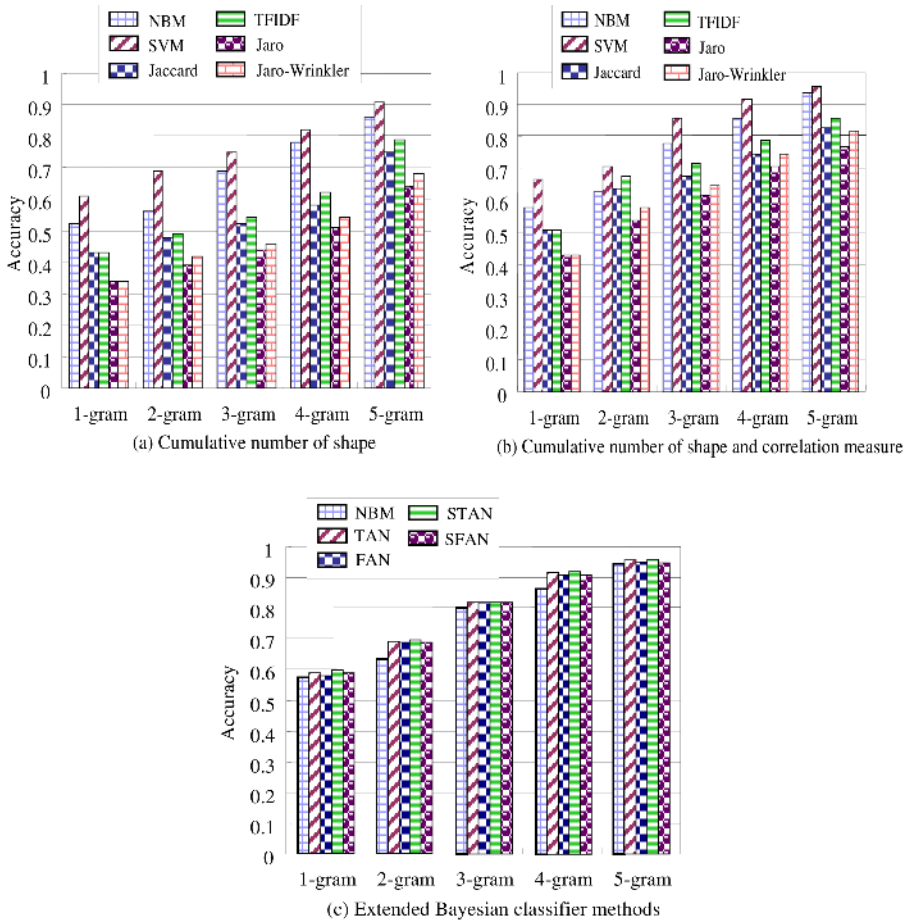 NBM TFIDF
SVM Jaro
Jaccard Jaro-Wrinkler
1
0.9
0.8
0.7
0.6
0.5
0.4
0.3
0.2
0.1
0
Accuracy
1-gram 2-gram 3-gram 4-gram 5-gram
(a) Cumulative number of shape
NBM TFIDF
SVM Jaro
Jaccard Jaro-Wrinkler
1
0.9
0.8
0.7
0.6
0.5
0.4
0.3
0.2
0.1
0
Accuracy
1-gram 2-gram 3-gram 4-gram 5-gram
(b) Cumulative number of shape and correlation measure
NBM STAN
TAN SFAN
FAN
1
0.9
0.8
0.7
0.6
0.5
0.4
0.3
0.2
0.1
0
Accuracy
1-gram 2-gram 3-gram 4-gram 5-gram
(c) Extended Bayesian classifier methods